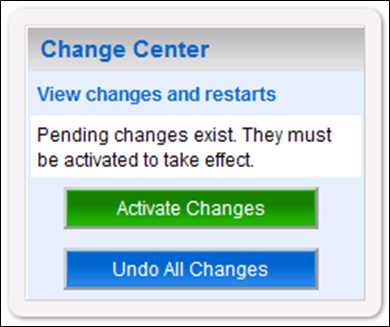 Change Center
View changes and restarts
Pending changes exist. They must
be activated to take effect.
Activate Changes
Undo All Changes